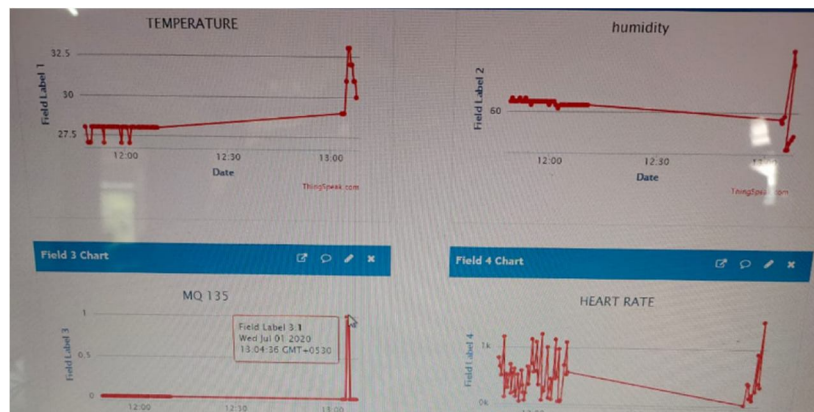 TEMPERATURE
Field Label 1
32.5
30
27.5
12:00
12:30
13:00
Date
ThingSpeak.com
humidity
Field Label 2
60
12:00
12:30
Date
ThingSpeak.com
Field 3 Chart
MQ 135
Field Label 3
1
0.5
0
Field Label 3:1
Wed Jul 01 2020
13:04:36 GMT+0530
12:00
12:30
13:00
Field 4 Chart
HEART RATE
Field Label 4
1k
0k